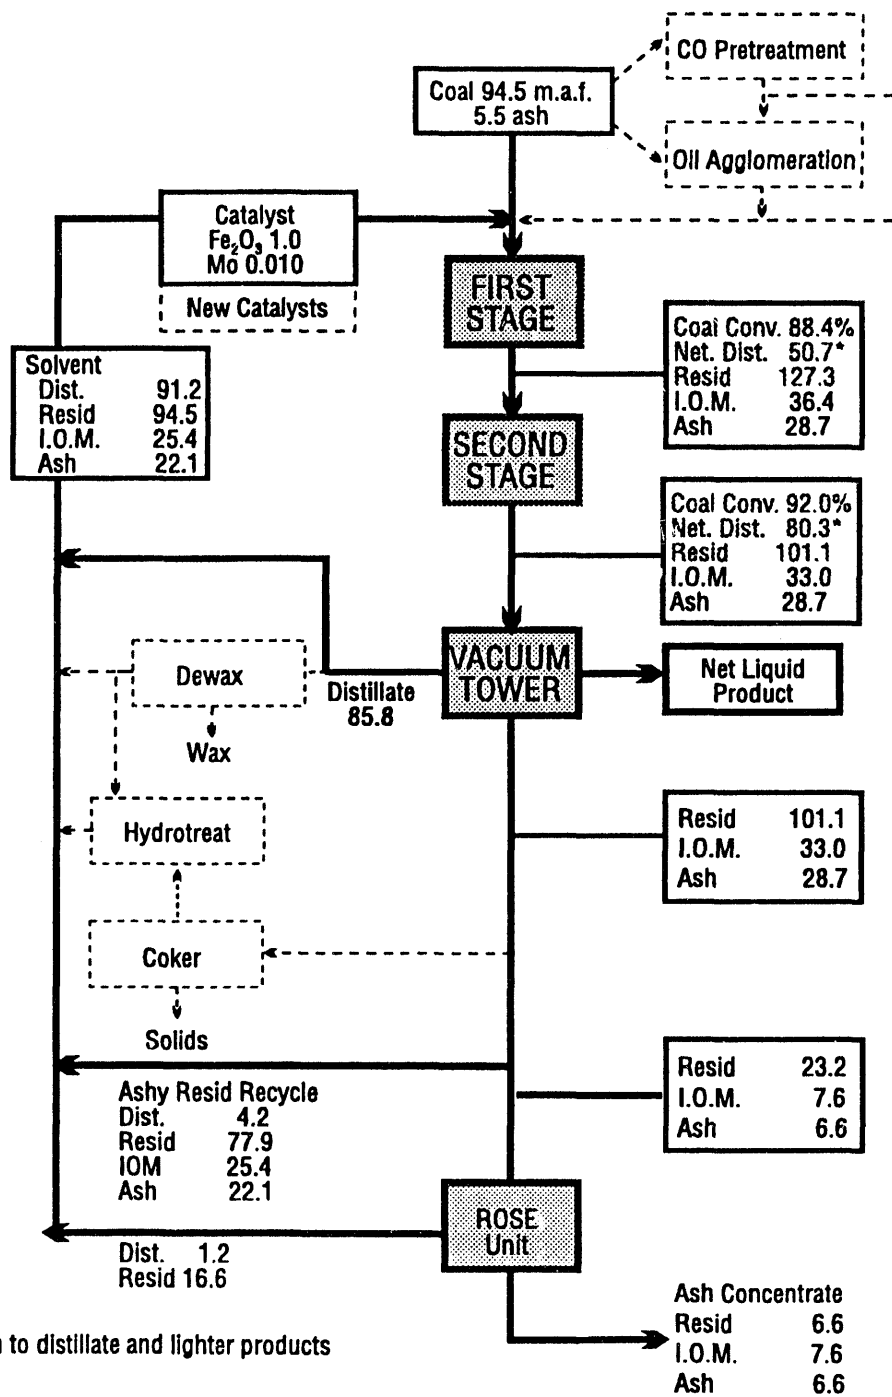 CO Pretreatment
Coal 94.5 m.a.f.
5.5 ash
Oil Agglomeration
Catalyst
Fe₂O₃ 1.0
Mo 0.010
New Catalysts
FIRST
STAGE
Coal Conv. 88.4%
Net. Dist. 50.7*
Resid 127.3
I.O.M. 36.4
Ash 28.7
Solvent
Dist. 91.2
Resid 94.5
I.O.M. 25.4
Ash 22.1
SECOND
STAGE
Coal Conv. 92.0%
Net. Dist. 80.3*
Resid 101.1
I.O.M. 33.0
Ash 28.7
VACUUM
TOWER
Net Liquid
Product
Dewax
Distillate
85.8
Wax
Hydrotreat
Resid 101.1
I.O.M. 33.0
Ash 28.7
Coker
Solids
Resid 23.2
I.O.M. 7.6
Ash 6.6
Ashy Resid Recycle
Dist. 4.2
Resid 77.9
IOM 25.4
Ash 22.1
ROSE
Unit
Dist. 1.2
Resid 16.6
Ash Concentrate
Resid 6.6
I.O.M. 7.6
Ash 6.6
to distillate and lighter products